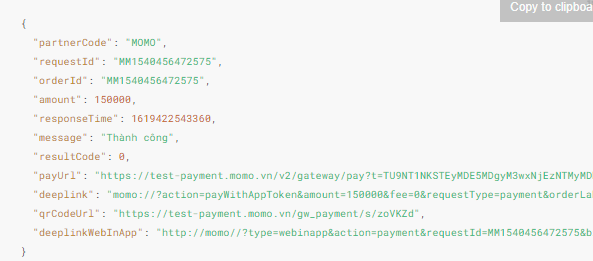 Copy to clipboa
{
"partnerCode": "MOMO",
"requestId": "MM1540456472575",
"orderId": "MM1540456472575",
"amount": 150000,
"responseTime": 1619422543360,
"message": "Thành công",
"resultCode": 0,
"payUrl": "https://test-payment.momo.vn/v2/gateway/pay?t=TU9NT1NKSTEyMDE5MDgyM3wxNjEzNTMyMDE
"deeplink": "momo://?action=payWithAppToken&amount=150000&fee=0&requestType=payment&orderLa
"qrCodeUrl": "https://test-payment.momo.vn/gw_payment/s/zoVKZd",
"deeplinkWebInApp": "http://momo//?type=webinapp&action=payment&requestId=MM1540456472575&b
}